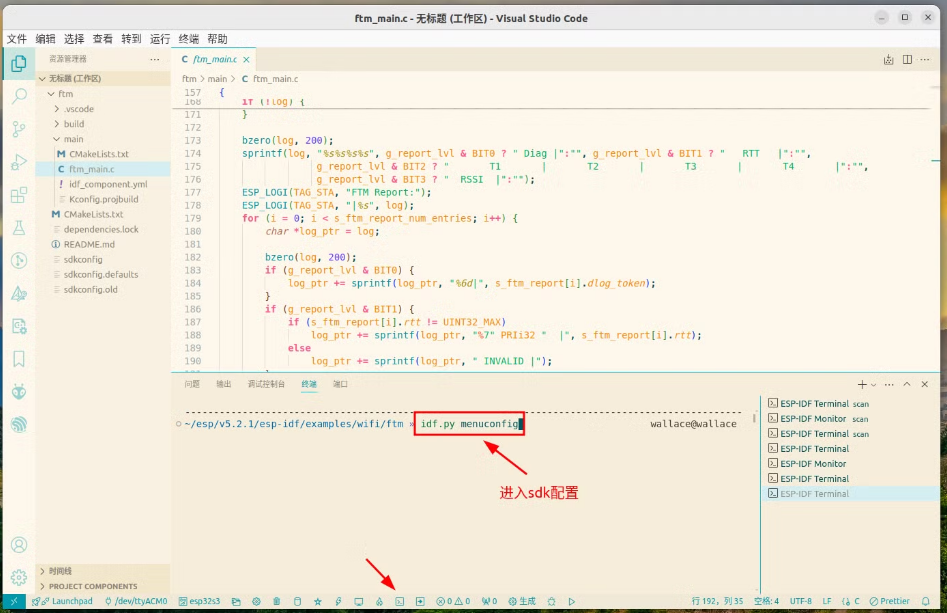 ftm_main.c - 无标题 (工作区) - Visual Studio Code
文件 编辑 选择 查看 转到 运行 终端 帮助
资源管理器
无标题 (工作区)
ftm
.vscode
build
main
CMakeLists.txt
ftm_main.c
idf_component.yml
Kconfig.projbuild
CMakeLists.txt
dependencies.lock
README.md
sdkconfig
sdkconfig.defaults
sdkconfig.old
时间线
PROJECT COMPONENTS
ftm_main.c
ftm > main > C ftm_main.c
157 {
168 if (!log) {
171 }
172
173 bzero(log, 200);
174 sprintf(log, "%s%s%s%s", g_report_lvl & BIT0 ? " Diag |":"", g_report_lvl & BIT1 ? " RTT |":"",
175 g_report_lvl & BIT2 ? " T1 | T2 | T3 | T4 |":"",
176 g_report_lvl & BIT3 ? " RSSI |":"");
177 ESP_LOGI(TAG_STA, "FTM Report:");
178 ESP_LOGI(TAG_STA, "|%s", log);
179 for (i = 0; i < s_ftm_report_num_entries; i++) {
180 char *log_ptr = log;
181
182 bzero(log, 200);
183 if (g_report_lvl & BIT0) {
184 log_ptr += sprintf(log_ptr, "%6d|", s_ftm_report[i].dlog_token);
185 }
186 if (g_report_lvl & BIT1) {
187 if (s_ftm_report[i].rtt != UINT32_MAX)
188 log_ptr += sprintf(log_ptr, "%7" PRIi32 " |", s_ftm_report[i].rtt);
189 else
190 log_ptr += sprintf(log_ptr, " INVALID |");
问题 输出 调试控制台 终端 端口
~/esp/v5.2.1/esp-idf/examples/wifi/ftm » idf.py menuconfig wallace@wallace
进入sdk配置
ESP-IDF Terminal scan
ESP-IDF Monitor scan
ESP-IDF Terminal scan
ESP-IDF Terminal
ESP-IDF Monitor
ESP-IDF Terminal
ESP-IDF Terminal
Launchpad /dev/ttyACM0 esp32s3 0 0 0 生成 行 192, 列 35 空格: 4 UTF-8 LF {} C Prettier